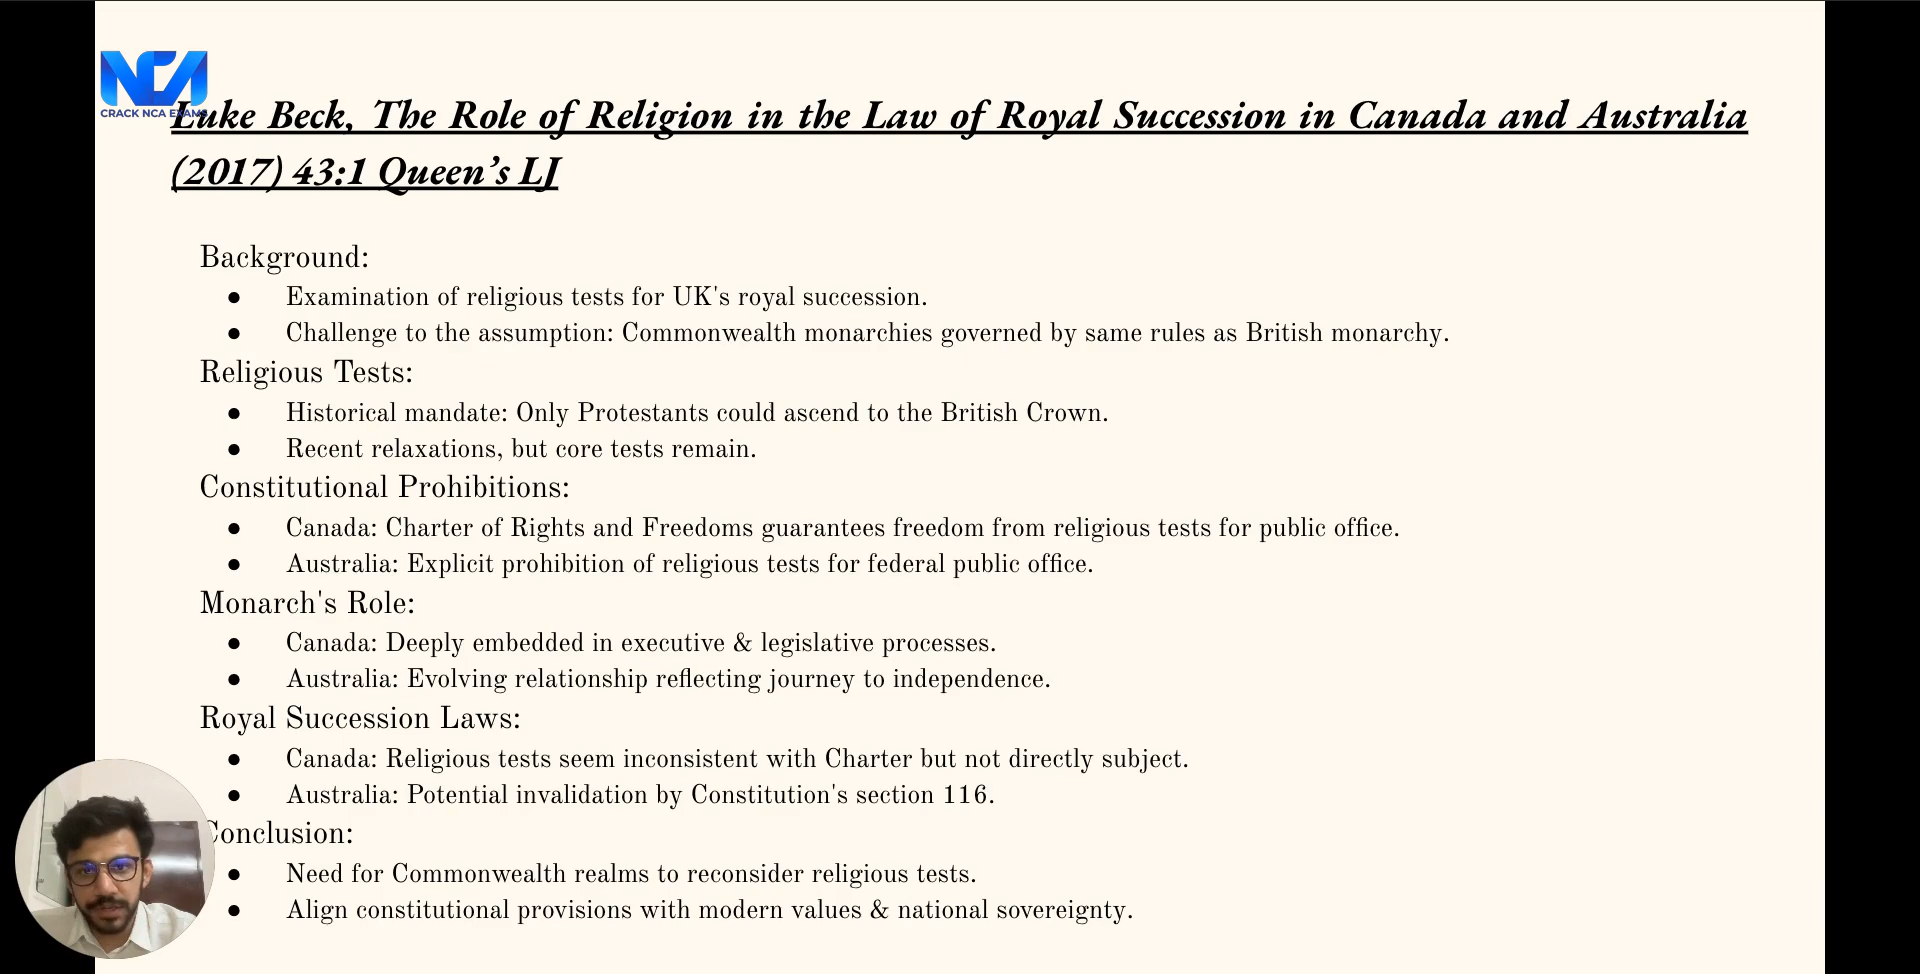 CRACK NCA EXAMS
Luke Beck, The Role of Religion in the Law of Royal Succession in Canada and Australia
(2017) 43:1 Queen’s LJ
Background:
● Examination of religious tests for UK's royal succession.
● Challenge to the assumption: Commonwealth monarchies governed by same rules as British monarchy.
Religious Tests:
● Historical mandate: Only Protestants could ascend to the British Crown.
● Recent relaxations, but core tests remain.
Constitutional Prohibitions:
● Canada: Charter of Rights and Freedoms guarantees freedom from religious tests for public office.
● Australia: Explicit prohibition of religious tests for federal public office.
Monarch's Role:
● Canada: Deeply embedded in executive & legislative processes.
● Australia: Evolving relationship reflecting journey to independence.
Royal Succession Laws:
● Canada: Religious tests seem inconsistent with Charter but not directly subject.
● Australia: Potential invalidation by Constitution's section 116.
Conclusion:
● Need for Commonwealth realms to reconsider religious tests.
● Align constitutional provisions with modern values & national sovereignty.